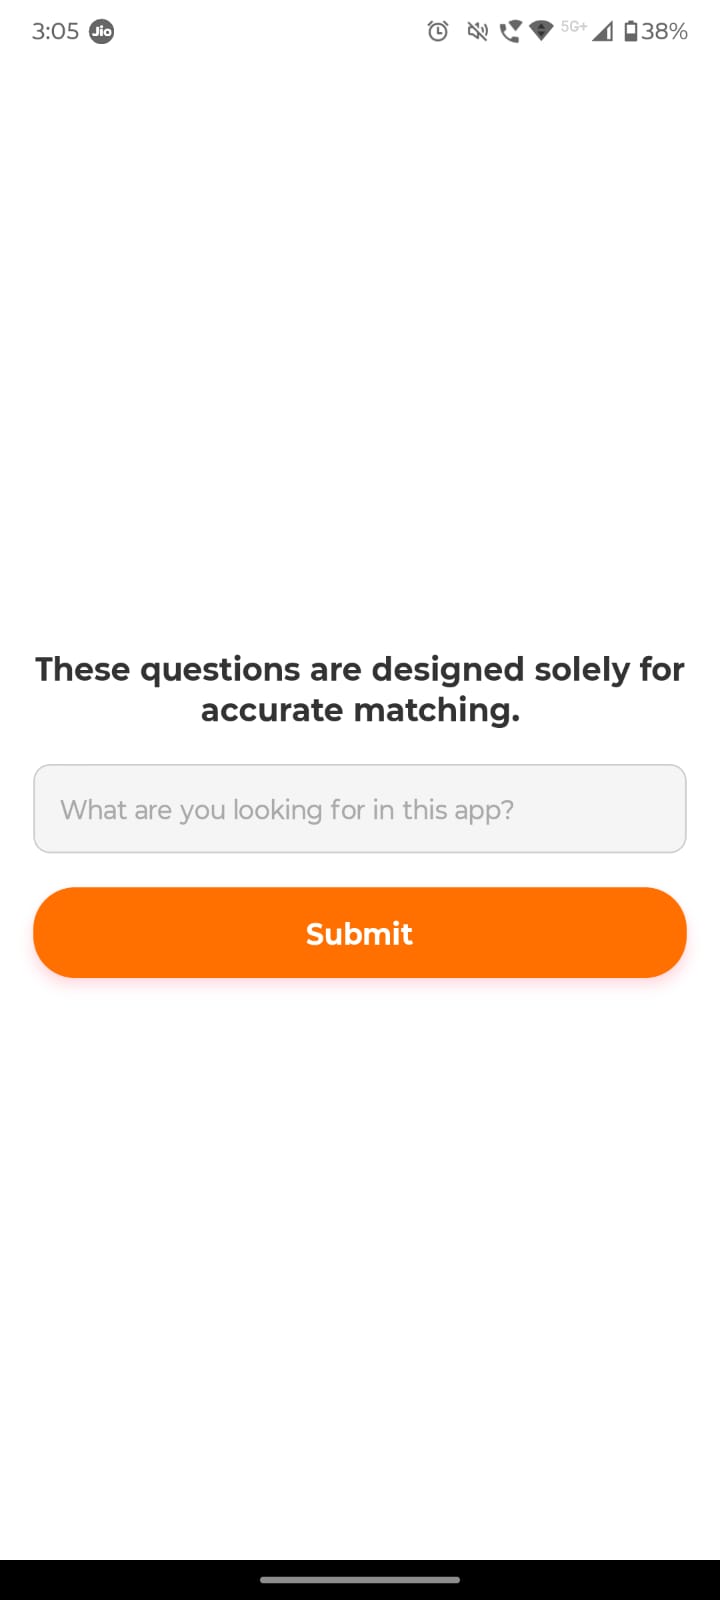 3:05 Jio 5G+ 38%
These questions are designed solely for
accurate matching.
What are you looking for in this app?
Submit